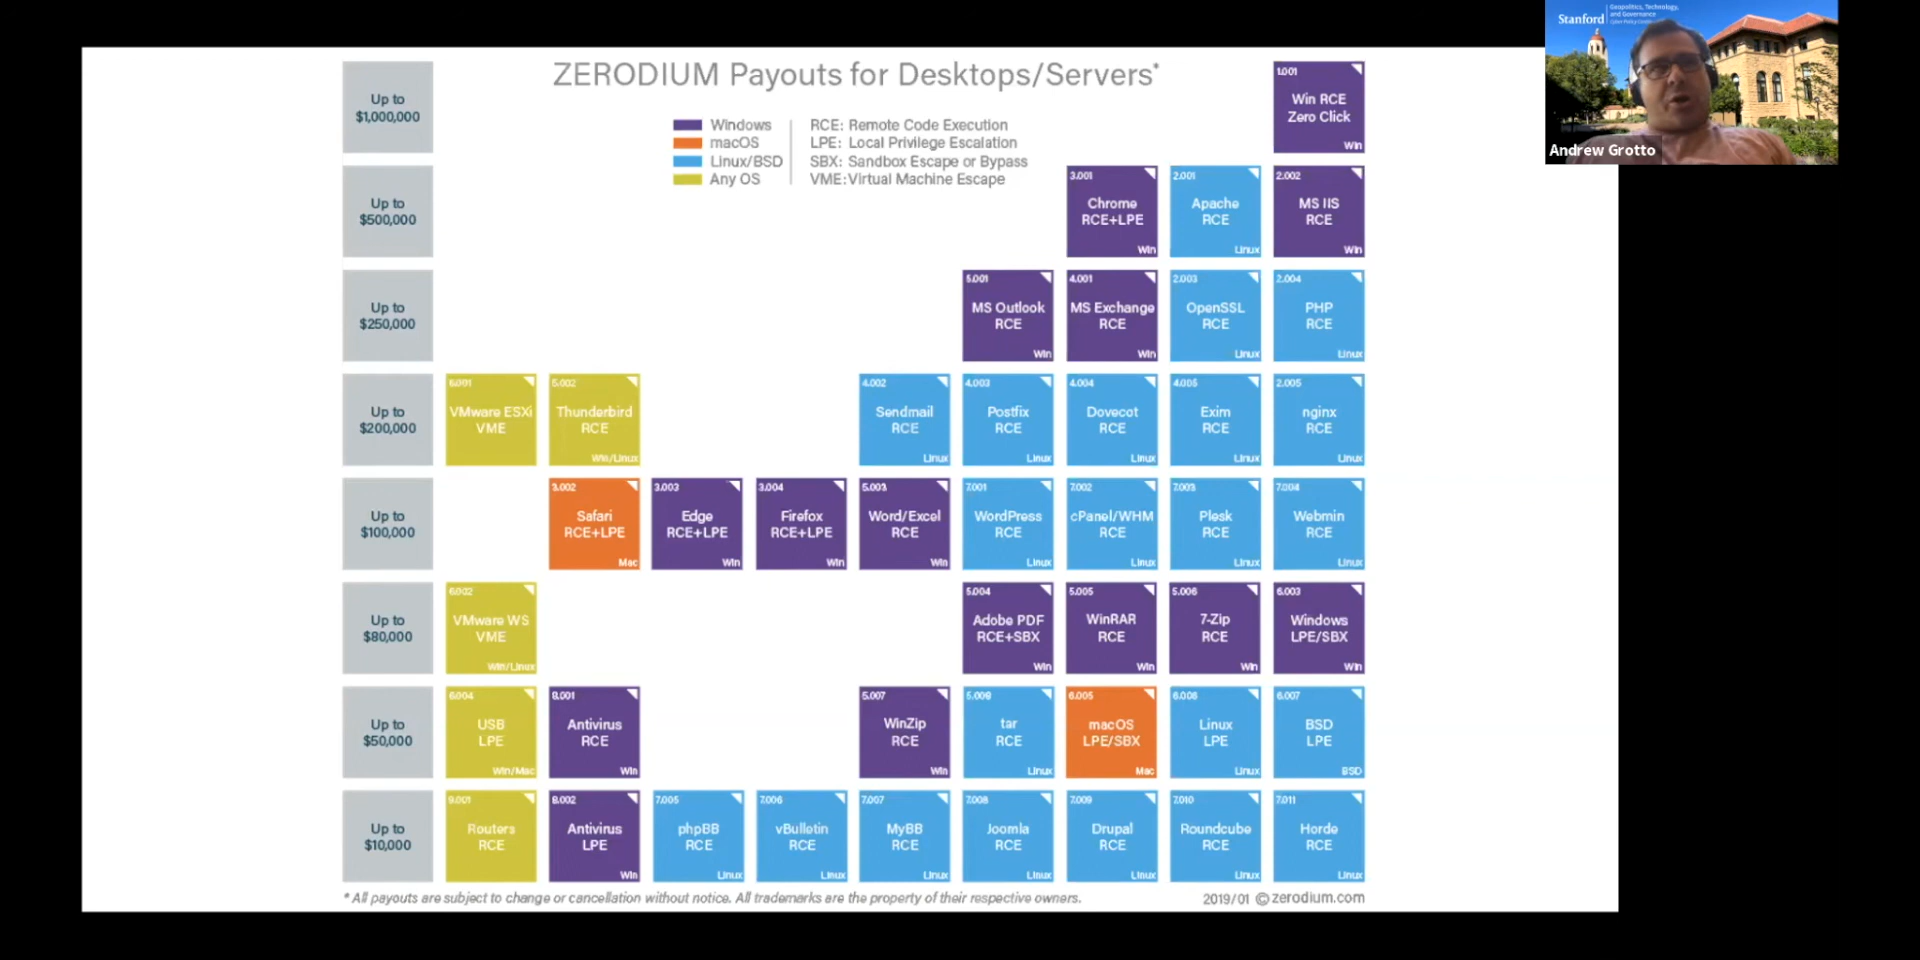 Stanford
Geopolitics, Technology,
and Governance
Cyber Policy Center
Andrew Grotto
ZERODIUM Payouts for Desktops/Servers*
Windows
macOS
Linux/BSD
Any OS
RCE: Remote Code Execution
LPE: Local Privilege Escalation
SBX: Sandbox Escape or Bypass
VME: Virtual Machine Escape
Up to
$1,000,000
1.001
Win RCE
Zero Click
Win
Up to
$500,000
3.001
Chrome
RCE+LPE
Win
2.001
Apache
RCE
Linux
2.002
MS IIS
RCE
Win
Up to
$250,000
5.001
MS Outlook
RCE
Win
4.001
MS Exchange
RCE
Win
2.003
OpenSSL
RCE
Linux
2.004
PHP
RCE
Linux
Up to
$200,000
6.001
VMware ESXi
VME
5.002
Thunderbird
RCE
Win/Linux
4.002
Sendmail
RCE
Linux
4.003
Postfix
RCE
Linux
4.004
Dovecot
RCE
Linux
4.005
Exim
RCE
Linux
2.005
nginx
RCE
Linux
Up to
$100,000
3.002
Safari
RCE+LPE
Mac
3.003
Edge
RCE+LPE
Win
3.004
Firefox
RCE+LPE
Win
5.003
Word/Excel
RCE
Win
7.001
WordPress
RCE
Linux
7.002
cPanel/WHM
RCE
Linux
7.003
Plesk
RCE
Linux
7.004
Webmin
RCE
Linux
Up to
$80,000
6.002
VMware WS
VME
Win/Linux
5.004
Adobe PDF
RCE+SBX
Win
5.005
WinRAR
RCE
Win
5.006
7-Zip
RCE
Win
6.003
Windows
LPE/SBX
Win
Up to
$50,000
6.004
USB
LPE
Win/Mac
8.001
Antivirus
RCE
Win
5.007
WinZip
RCE
Win
5.008
tar
RCE
Linux
6.005
macOS
LPE/SBX
Mac
6.006
Linux
LPE
Linux
6.007
BSD
LPE
BSD
Up to
$10,000
9.001
Routers
RCE
8.002
Antivirus
LPE
Win
7.005
phpBB
RCE
Linux
7.006
vBulletin
RCE
Linux
7.007
MyBB
RCE
Linux
7.008
Joomla
RCE
Linux
7.009
Drupal
RCE
Linux
7.010
Roundcube
RCE
Linux
7.011
Horde
RCE
Linux
* All payouts are subject to change or cancellation without notice. All trademarks are the property of their respective owners.
2019/01 © zerodium.com